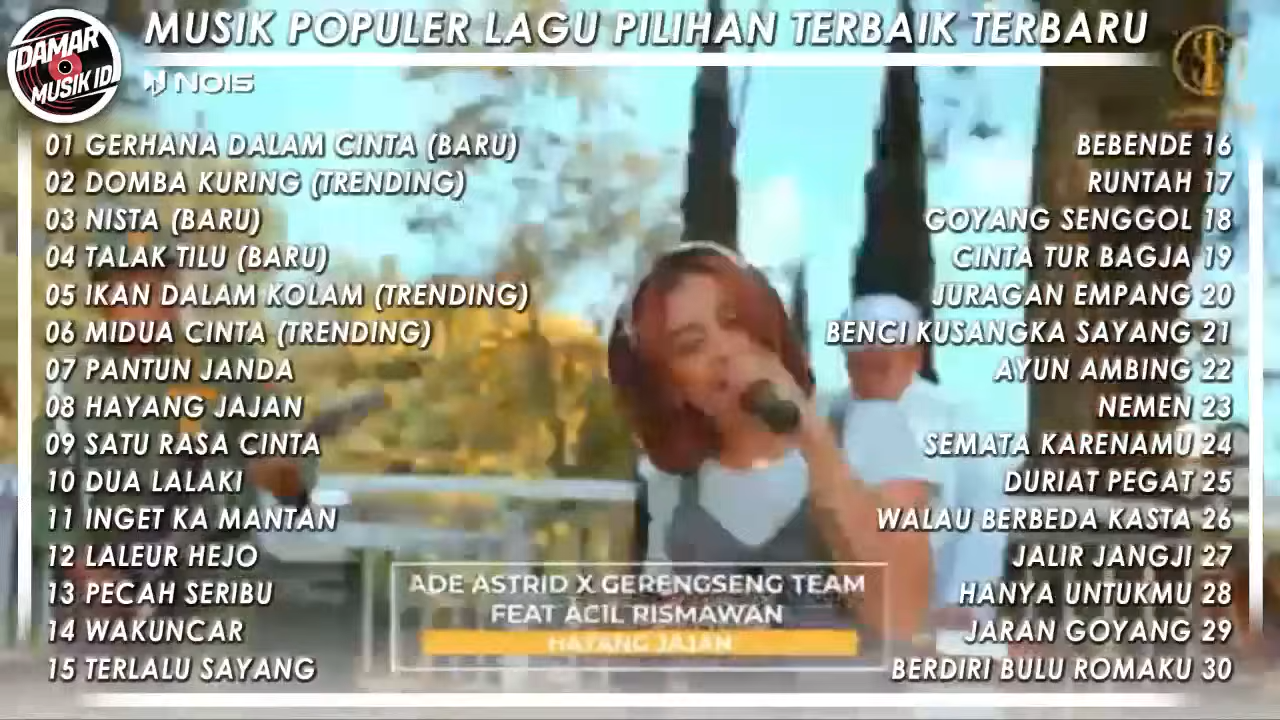 DAMAR
MUSIK ID
MUSIK POPULER LAGU PILIHAN TERBAIK TERBARU
NOIS
01 GERHANA DALAM CINTA (BARU)
02 DOMBA KURING (TRENDING)
03 NISTA (BARU)
04 TALAK TILU (BARU)
05 IKAN DALAM KOLAM (TRENDING)
06 MIDUA CINTA (TRENDING)
07 PANTUN JANDA
08 HAYANG JAJAN
09 SATU RASA CINTA
10 DUA LALAKI
11 INGET KA MANTAN
12 LALEUR HEJO
13 PECAH SERIBU
14 WAKUNCAR
15 TERLALU SAYANG
BEBENDE 16
RUNTAH 17
GOYANG SENGGOL 18
CINTA TUR BAGJA 19
JURAGAN EMPANG 20
BENCI KUSANGKA SAYANG 21
AYUN AMBING 22
NEMEN 23
SEMATA KARENAMU 24
DURIAT PEGAT 25
WALAU BERBEDA KASTA 26
JALIR JANGJI 27
HANYA UNTUKMU 28
JARAN GOYANG 29
BERDIRI BULU ROMAKU 30
ADE ASTRID X GERENGSENG TEAM
FEAT ACIL RISMAWAN
HAYANG JAJAN